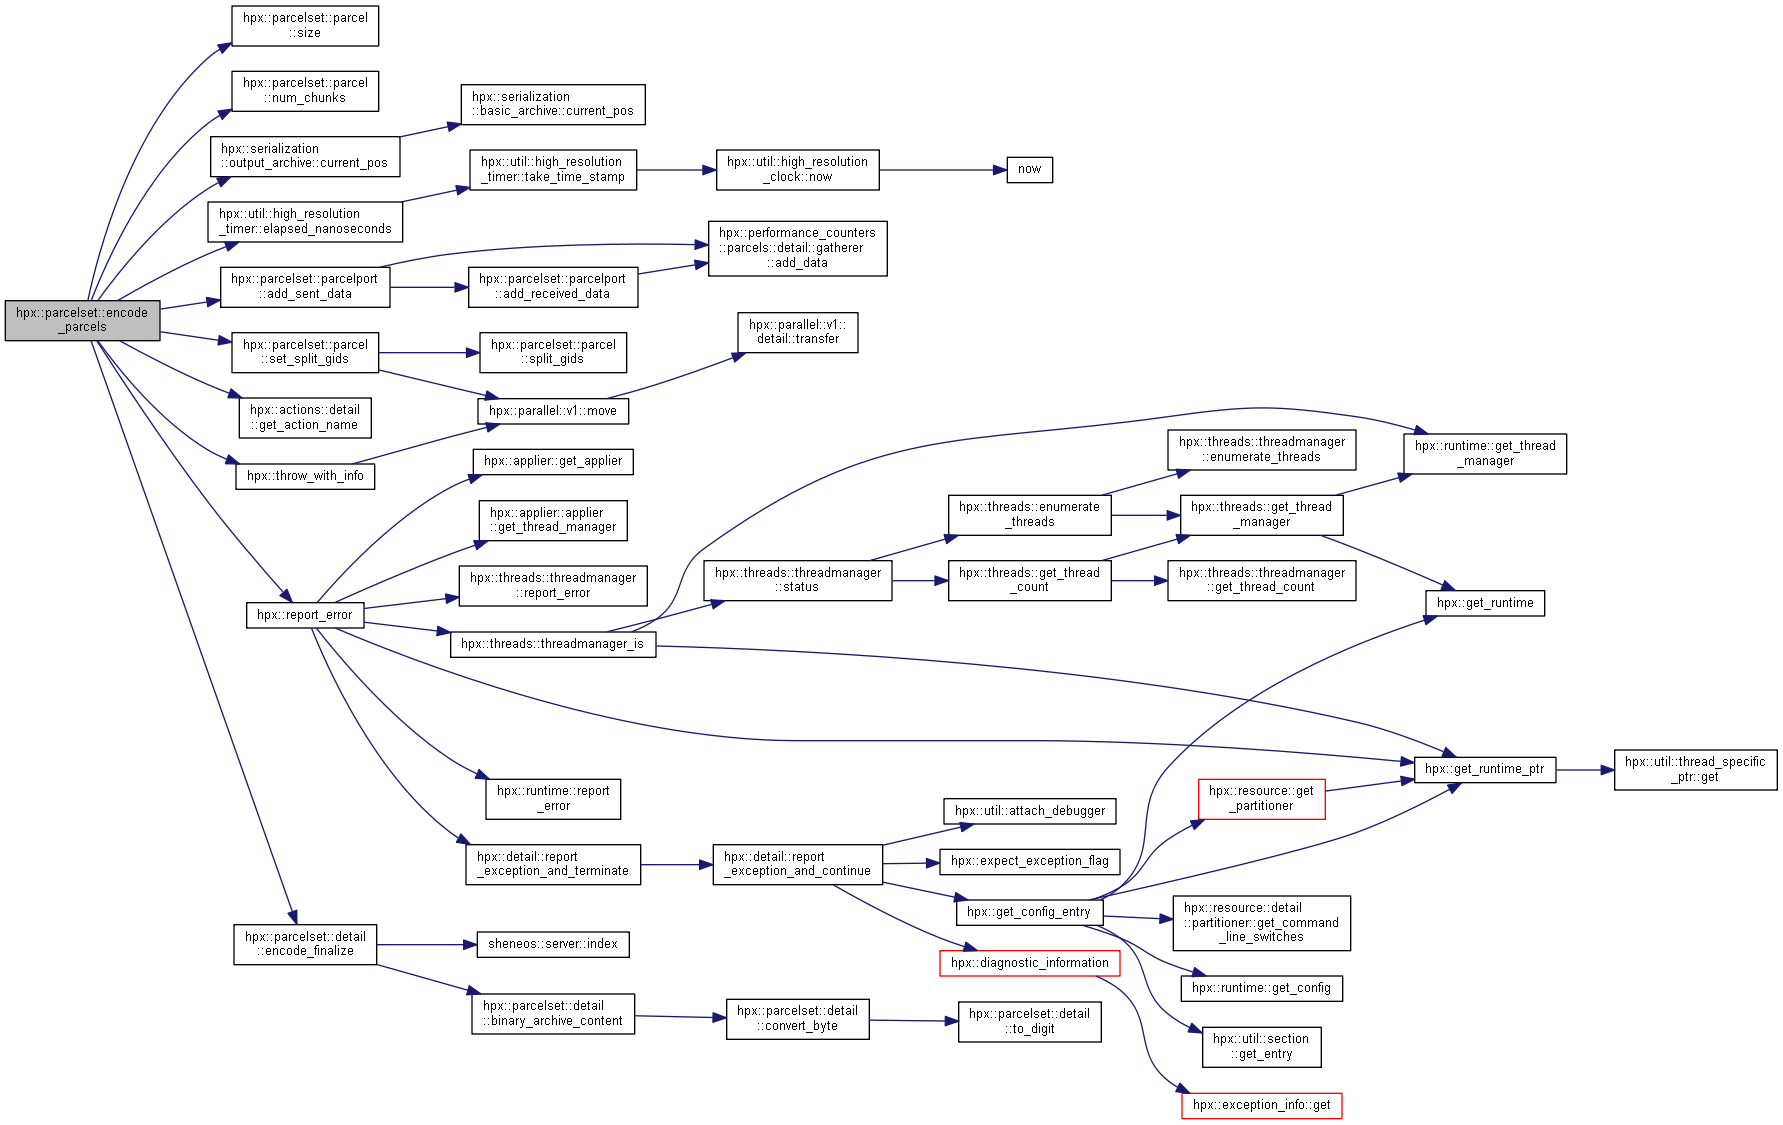 hpx::parcelset::encode
_parcels
hpx::parcelset::parcel
::size
hpx::parcelset::parcel
::num_chunks
hpx::serialization
::output_archive::current_pos
hpx::serialization
::basic_archive::current_pos
hpx::util::high_resolution
_timer::elapsed_nanoseconds
hpx::util::high_resolution
_timer::take_time_stamp
hpx::util::high_resolution
_clock::now
now
hpx::parcelset::parcelport
::add_sent_data
hpx::parcelset::parcelport
::add_received_data
hpx::performance_counters
::parcels::detail::gatherer
::add_data
hpx::parcelset::parcel
::set_split_gids
hpx::parcelset::parcel
::split_gids
hpx::parallel::v1::move
hpx::parallel::v1::
detail::transfer
hpx::actions::detail
::get_action_name
hpx::throw_with_info
hpx::report_error
hpx::applier::get_applier
hpx::applier::applier
::get_thread_manager
hpx::threads::threadmanager
::report_error
hpx::threads::threadmanager_is
hpx::threads::threadmanager
::status
hpx::threads::enumerate
_threads
hpx::threads::get_thread
_count
hpx::threads::threadmanager
::enumerate_threads
hpx::threads::get_thread
_manager
hpx::threads::threadmanager
::get_thread_count
hpx::runtime::get_thread
_manager
hpx::get_runtime
hpx::get_runtime_ptr
hpx::util::thread_specific
_ptr::get
hpx::runtime::report
_error
hpx::detail::report
_exception_and_terminate
hpx::detail::report
_exception_and_continue
hpx::util::attach_debugger
hpx::expect_exception_flag
hpx::get_config_entry
hpx::diagnostic_information
hpx::resource::get
_partitioner
hpx::resource::detail
::partitioner::get_command
_line_switches
hpx::runtime::get_config
hpx::util::section
::get_entry
hpx::exception_info::get
hpx::parcelset::detail
::encode_finalize
sheneos::server::index
hpx::parcelset::detail
::binary_archive_content
hpx::parcelset::detail
::convert_byte
hpx::parcelset::detail
::to_digit